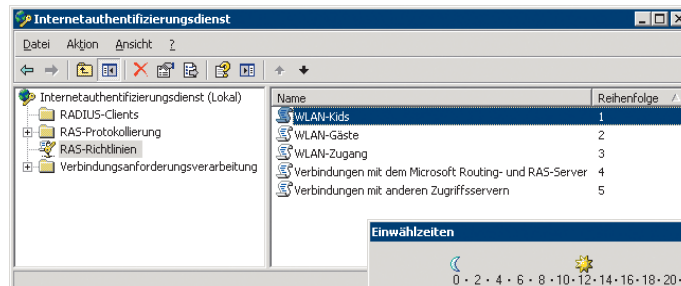 Internetauthentifizierungsdienst
Datei Aktion Ansicht ?
Internetauthentifizierungsdienst (Lokal)
RADIUS-Clients
RAS-Protokollierung
RAS-Richtlinien
Verbindungsanforderungsverarbeitung
Name Reihenfolge
WLAN-Kids 1
WLAN-Gäste 2
WLAN-Zugang 3
Verbindungen mit dem Microsoft Routing- und RAS-Server 4
Verbindungen mit anderen Zugriffsservern 5
Einwählzeiten
0 · 2 · 4 · 6 · 8 · 10 · 12 · 14 · 16 · 18 · 20 ·